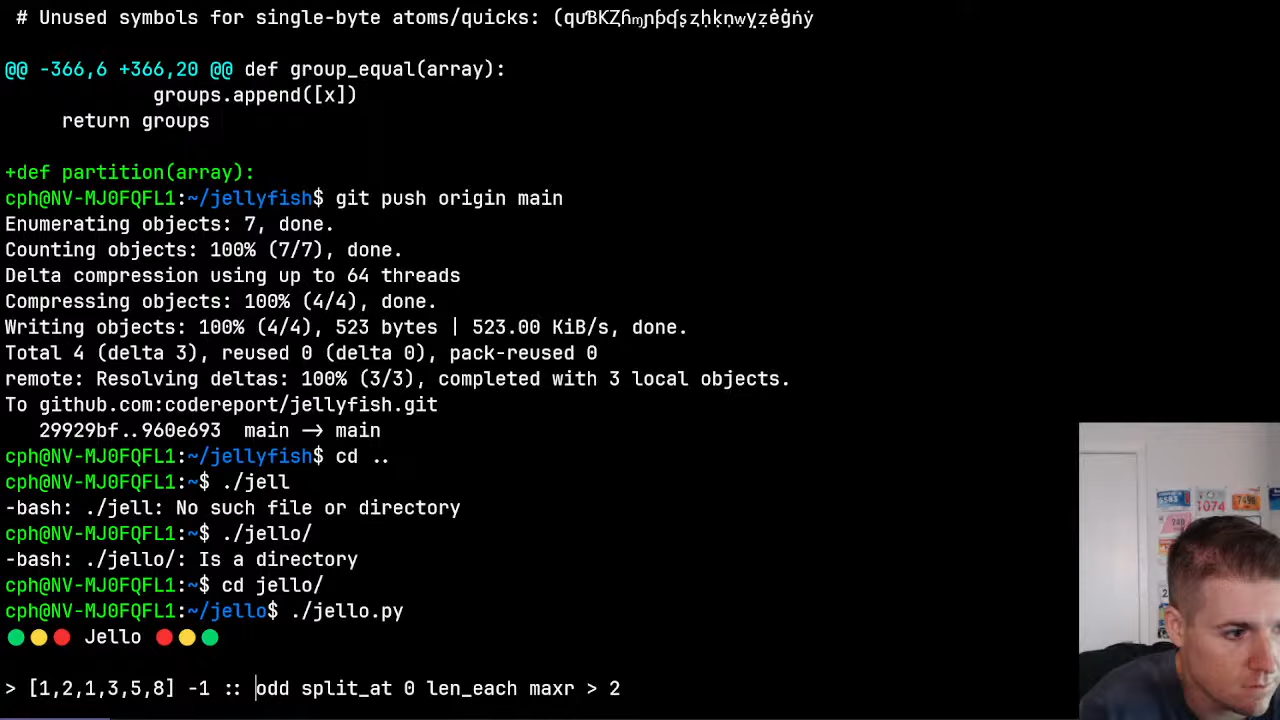 # Unused symbols for single-byte atoms/quicks: (quƁƘȤɦɱɲƥʠʂȥḥḳṇẉỵẓėġṅẏ
@@ -366,6 +366,20 @@ def group_equal(array):
groups.append([x])
return groups
+def partition(array):
cph@NV-MJ0FQFL1:~/jellyfish$ git push origin main
Enumerating objects: 7, done.
Counting objects: 100% (7/7), done.
Delta compression using up to 64 threads
Compressing objects: 100% (4/4), done.
Writing objects: 100% (4/4), 523 bytes | 523.00 KiB/s, done.
Total 4 (delta 3), reused 0 (delta 0), pack-reused 0
remote: Resolving deltas: 100% (3/3), completed with 3 local objects.
To github.com:codereport/jellyfish.git
29929bf..960e693  main -> main
cph@NV-MJ0FQFL1:~/jellyfish$ cd ..
cph@NV-MJ0FQFL1:~$ ./jell
-bash: ./jell: No such file or directory
cph@NV-MJ0FQFL1:~$ ./jello/
-bash: ./jello/: Is a directory
cph@NV-MJ0FQFL1:~$ cd jello/
cph@NV-MJ0FQFL1:~/jello$ ./jello.py
🟢🟡🔴 Jello 🔴🟡🟢
> [1,2,1,3,5,8] -1 :: odd split_at 0 len_each maxr > 2